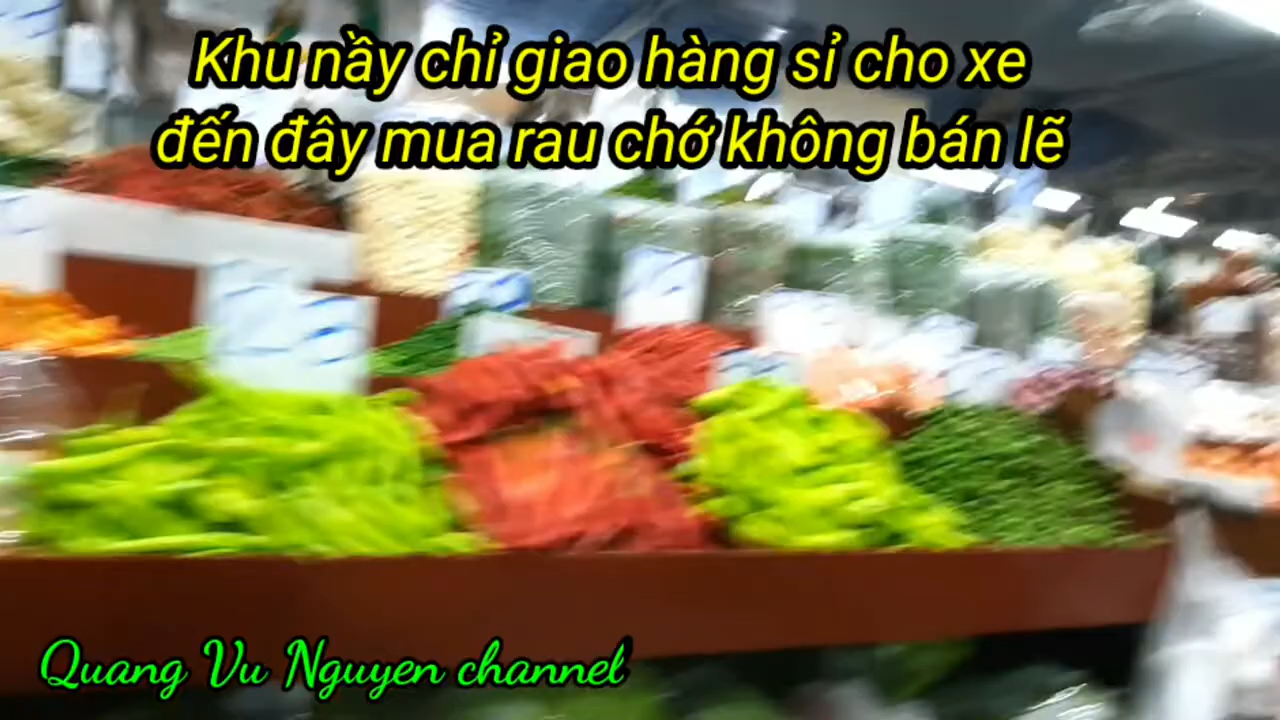 Khu nầy chỉ giao hàng sỉ cho xe
đến đây mua rau chớ không bán lẽ
Quang Vu Nguyen channel